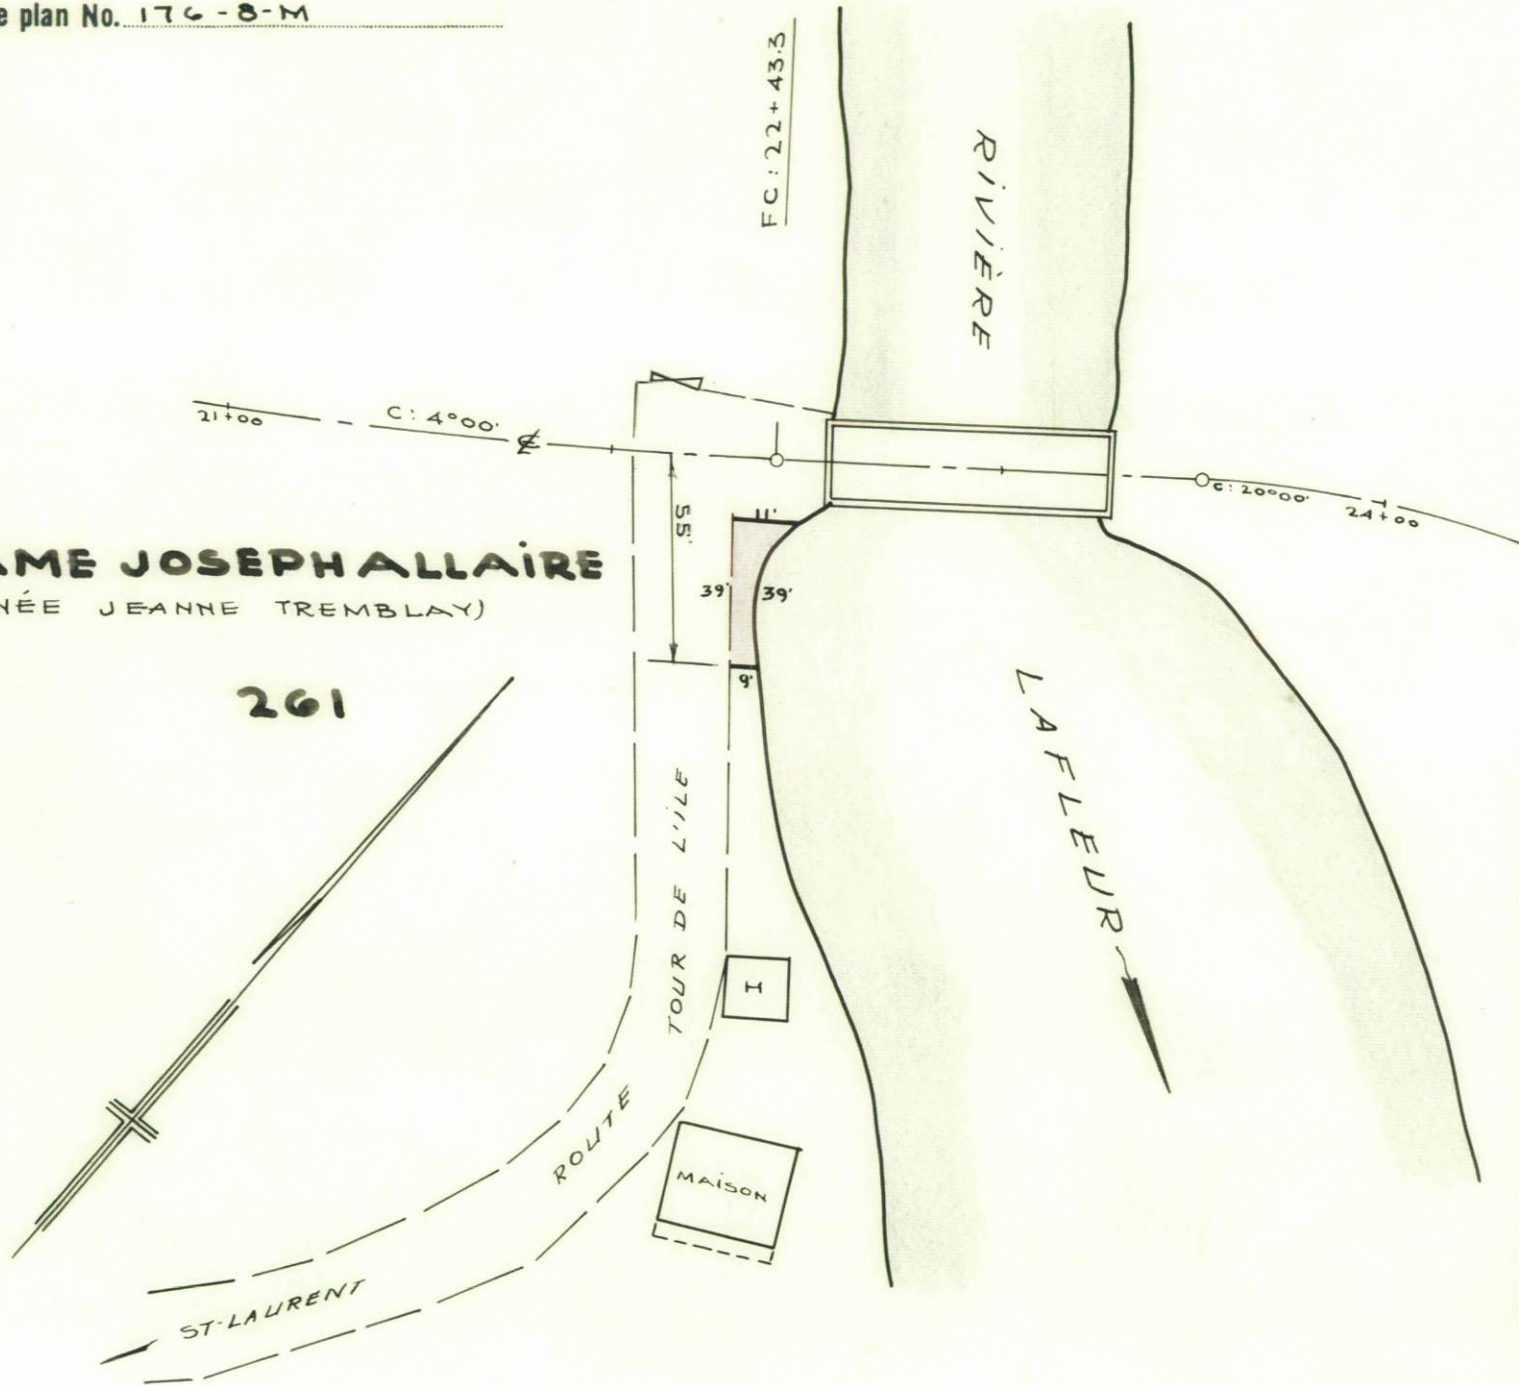 e plan No. 176-8-M
FC: 22+43.3
RIVIÈRE
21+00
C: 4°00'
℄
C: 20°00'
24+00
11'
55'
AME JOSEPH ALLAIRE
NÉE JEANNE TREMBLAY)
39'
39'
261
9'
LAFLEUR
TOUR DE L'ILE
H
ROUTE
MAISON
ST-LAURENT